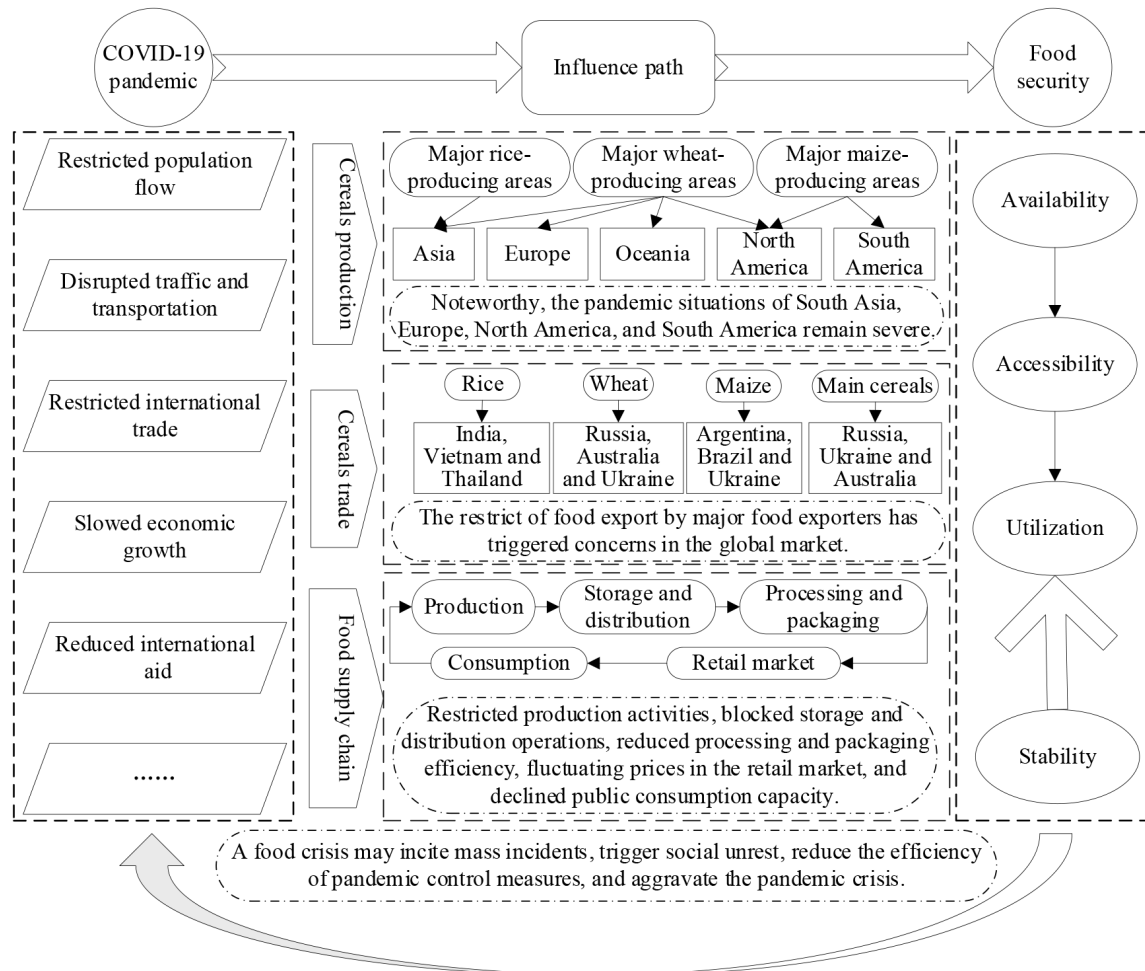 COVID-19
pandemic
Influence path
Food
security
Restricted population
flow
Disrupted traffic and
transportation
Restricted international
trade
Slowed economic
growth
Reduced international
aid
......
Cereals production
Major rice-
producing areas
Major wheat-
producing areas
Major maize-
producing areas
Asia
Europe
Oceania
North
America
South
America
Noteworthy, the pandemic situations of South Asia,
Europe, North America, and South America remain severe.
Cereals trade
Rice
Wheat
Maize
Main cereals
India,
Vietnam and
Thailand
Russia,
Australia
and Ukraine
Argentina,
Brazil and
Ukraine
Russia,
Ukraine and
Australia
The restrict of food export by major food exporters has
triggered concerns in the global market.
Food supply chain
Production
Storage and
distribution
Processing and
packaging
Consumption
Retail market
Restricted production activities, blocked storage and
distribution operations, reduced processing and packaging
efficiency, fluctuating prices in the retail market, and
declined public consumption capacity.
Availability
Accessibility
Utilization
Stability
A food crisis may incite mass incidents, trigger social unrest, reduce the efficiency
of pandemic control measures, and aggravate the pandemic crisis.